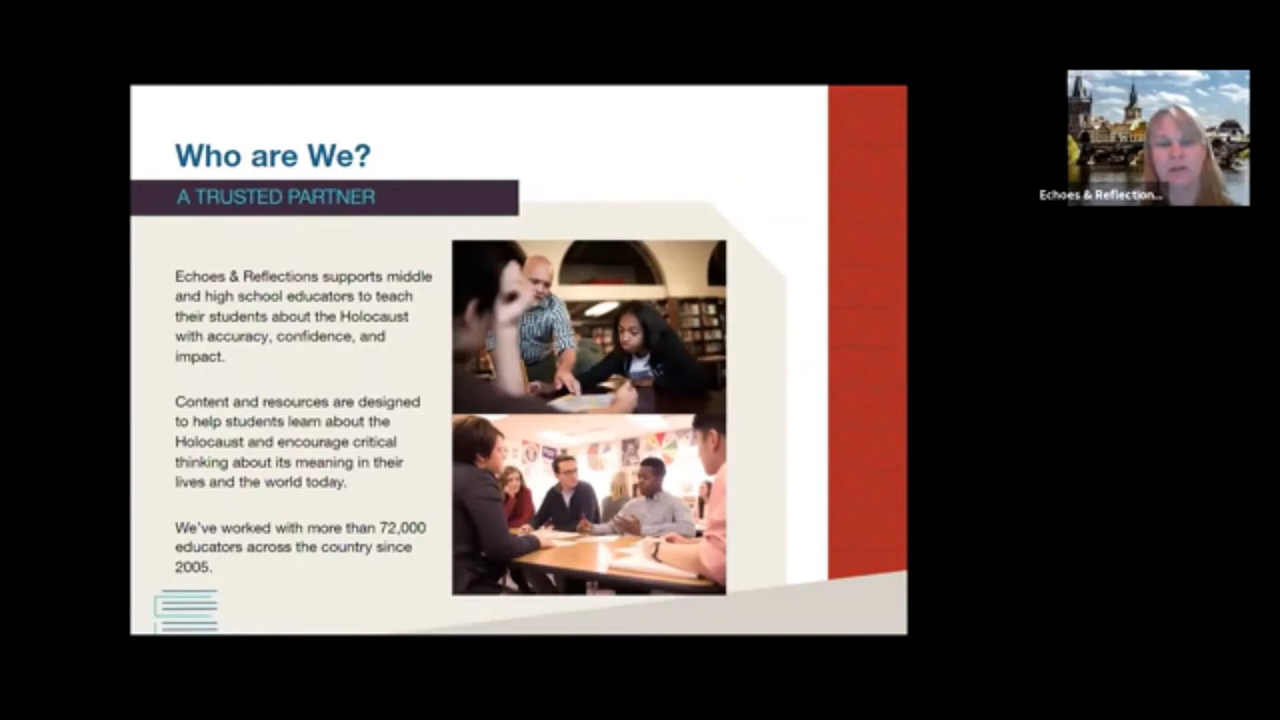 Who are We?
A TRUSTED PARTNER
Echoes & Reflections supports middle
and high school educators to teach
their students about the Holocaust
with accuracy, confidence, and
impact.
Content and resources are designed
to help students learn about the
Holocaust and encourage critical
thinking about its meaning in their
lives and the world today.
We've worked with more than 72,000
educators across the country since
2005.
Echoes & Reflection...